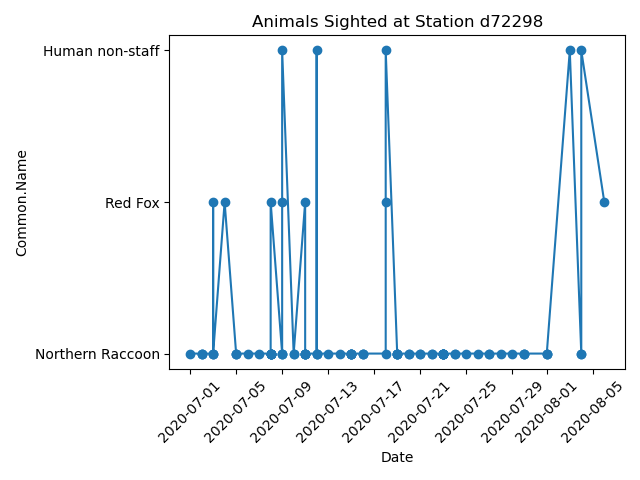 Animals Sighted at Station d72298
Human non-staff
Red Fox
Northern Raccoon
Common.Name
2020-07-01
2020-07-05
2020-07-09
2020-07-13
2020-07-17
2020-07-21
2020-07-25
2020-07-29
2020-08-01
2020-08-05
Date